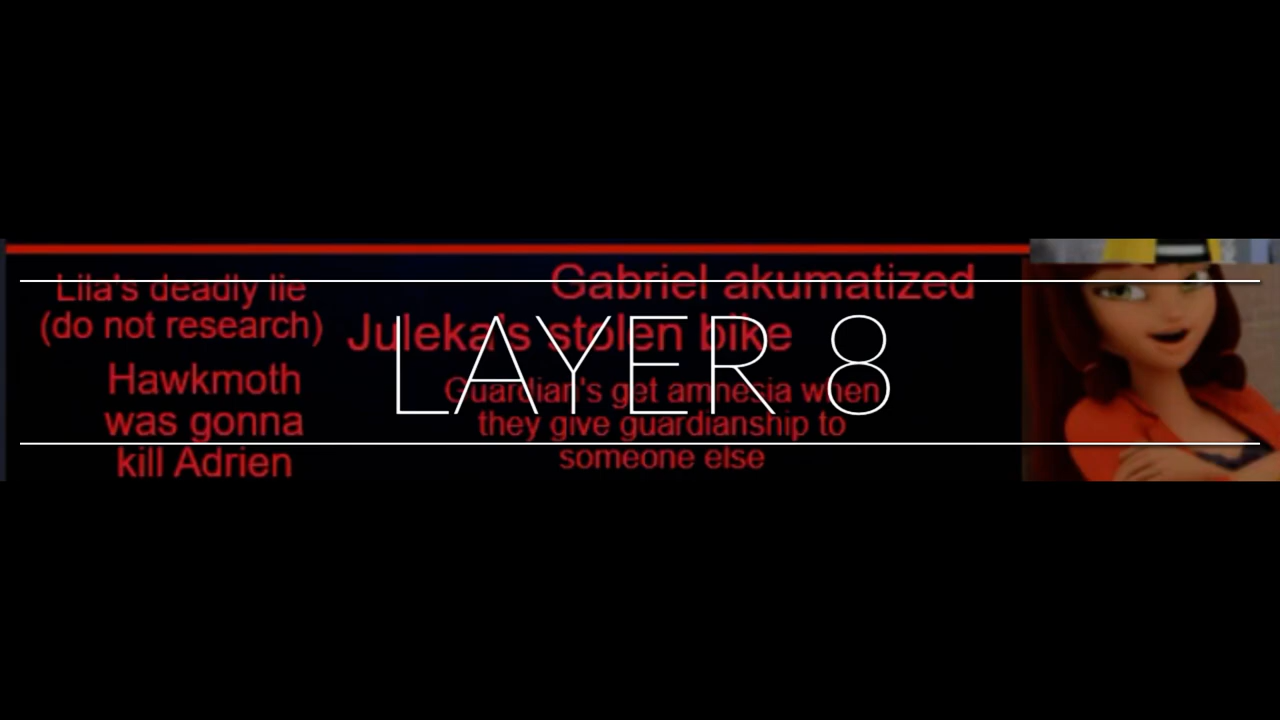 Lila's deadly lie
(do not research)
Hawkmoth
was gonna
kill Adrien
Gabriel akumatized
Juleka's stolen bike
Guardian's get amnesia when
they give guardianship to
someone else
LAYER 8